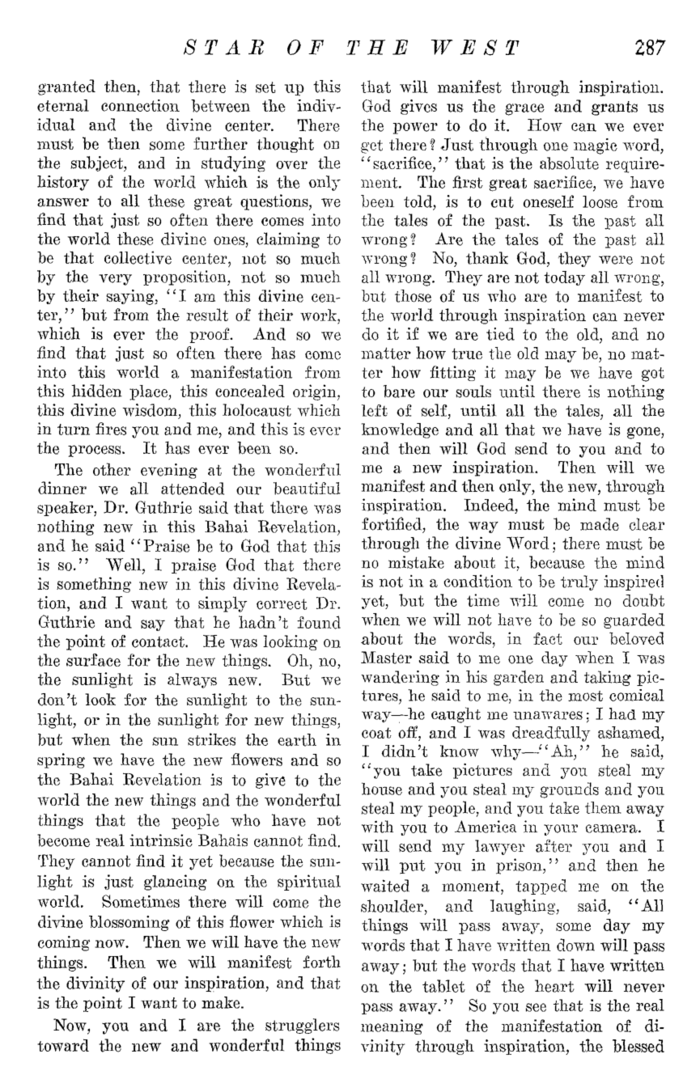 STAR OF THE WEST 287
granted then, that there is set up this
eternal connection between the indiv-
idual and the divine center. There
must be then some further thought on
the subject, and in studying over the
history of the world which is the only
answer to all these great questions, we
find that just so often there comes into
the world these divine ones, claiming to
be that collective center, not so much
by the very proposition, not so much
by their saying, "I am this divine cen-
ter," but from the result of their work,
which is ever the proof. And so we
find that just so often there has come
into this world a manifestation from
this hidden place, this concealed origin,
this divine wisdom, this holocaust which
in turn fires you and me, and this is ever
the process. It has ever been so.
The other evening at the wonderful
dinner we all attended our beautiful
speaker, Dr. Guthrie said that there was
nothing new in this Bahai Revelation,
and he said "Praise be to God that this
is so." Well, I praise God that there
is something new in this divine Revela-
tion, and I want to simply correct Dr.
Guthrie and say that he hadn't found
the point of contact. He was looking on
the surface for the new things. Oh, no,
the sunlight is always new. But we
don't look for the sunlight to the sun-
light, or in the sunlight for new things,
but when the sun strikes the earth in
spring we have the new flowers and so
the Bahai Revelation is to give to the
world the new things and the wonderful
things that the people who have not
become real intrinsic Bahais cannot find.
They cannot find it yet because the sun-
light is just glancing on the spiritual
world. Sometimes there will come the
divine blossoming of this flower which is
coming now. Then we will have the new
things. Then we will manifest forth
the divinity of our inspiration, and that
is the point I want to make.
Now, you and I are the strugglers
toward the new and wonderful things
that will manifest through inspiration.
God gives us the grace and grants us
the power to do it. How can we ever
get there? Just through one magic word,
"sacrifice," that is the absolute require-
ment. The first great sacrifice, we have
been told, is to cut oneself loose from
the tales of the past. Is the past all
wrong? Are the tales of the past all
wrong? No, thank God, they were not
all wrong. They are not today all wrong,
but those of us who are to manifest to
the world through inspiration can never
do it if we are tied to the old, and no
matter how true the old may be, no mat-
ter how fitting it may be we have got
to bare our souls until there is nothing
left of self, until all the tales, all the
knowledge and all that we have is gone,
and then will God send to you and to
me a new inspiration. Then will we
manifest and then only, the new, through
inspiration. Indeed, the mind must be
fortified, the way must be made clear
through the divine Word; there must be
no mistake about it, because the mind
is not in a condition to be truly inspired
yet, but the time will come no doubt
when we will not have to be so guarded
about the words, in fact our beloved
Master said to me one day when I was
wandering in his garden and taking pic-
tures, he said to me, in the most comical
way—he caught me unawares; I had my
coat off, and I was dreadfully ashamed,
I didn't know why—"Ah," he said,
"you take pictures and you steal my
house and you steal my grounds and you
steal my people, and you take them away
with you to America in your camera. I
will send my lawyer after you and I
will put you in prison," and then he
waited a moment, tapped me on the
shoulder, and laughing, said, "All
things will pass away, some day my
words that I have written down will pass
away; but the words that I have written
on the tablet of the heart will never
pass away." So you see that is the real
meaning of the manifestation of di-
vinity through inspiration, the blessed